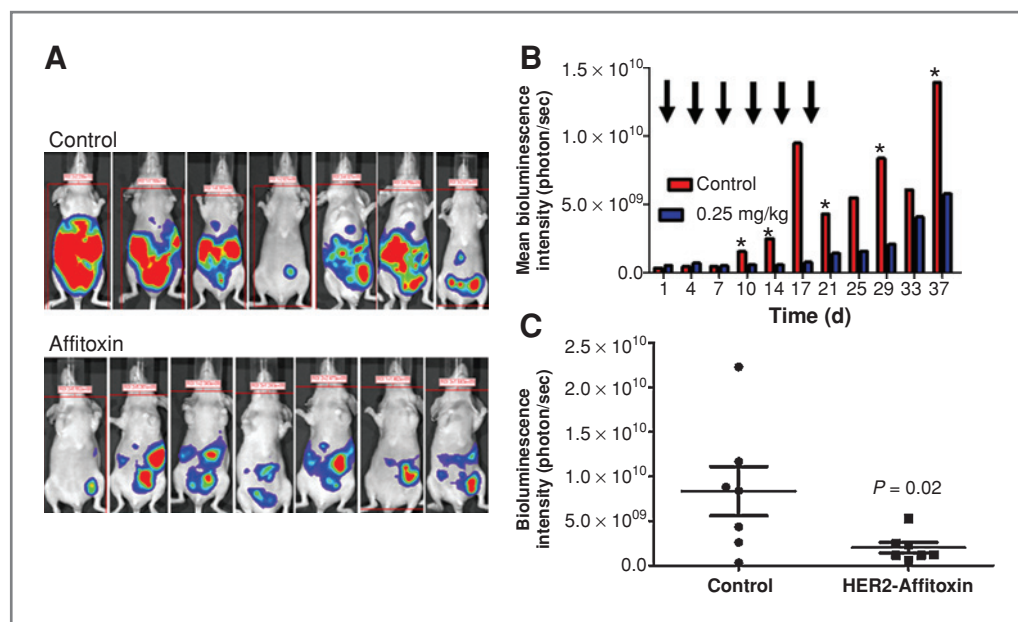 A
Control
Affitoxin
B
Mean bioluminescence
intensity (photon/sec)
1.5 × 10¹⁰
1.0 × 10¹⁰
5.0 × 10⁰⁹
0.0
* * * * *
Control
0.25 mg/kg
1 4 7 10 14 17 21 25 29 33 37
Time (d)
C
Bioluminescence
intensity (photon/sec)
2.5 × 10¹⁰
2.0 × 10¹⁰
1.5 × 10¹⁰
1.0 × 10¹⁰
5.0 × 10⁰⁹
0.0
P = 0.02
Control HER2-Affitoxin